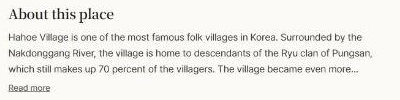 About this place
Hahoe Village is one of the most famous folk villages in Korea. Surrounded by the
Nakdonggang River, the village is home to descendants of the Ryu clan of Pungsan,
which still makes up 70 percent of the villagers. The village became even more...
Read more